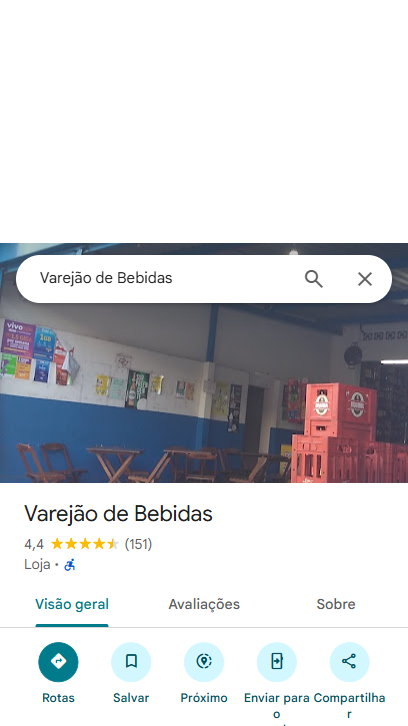 Varejão de Bebidas
vivo
Varejão de Bebidas
4,4 (151)
Loja ·
Visão geral Avaliações Sobre
Rotas Salvar Próximo Enviar para o Compartilhar